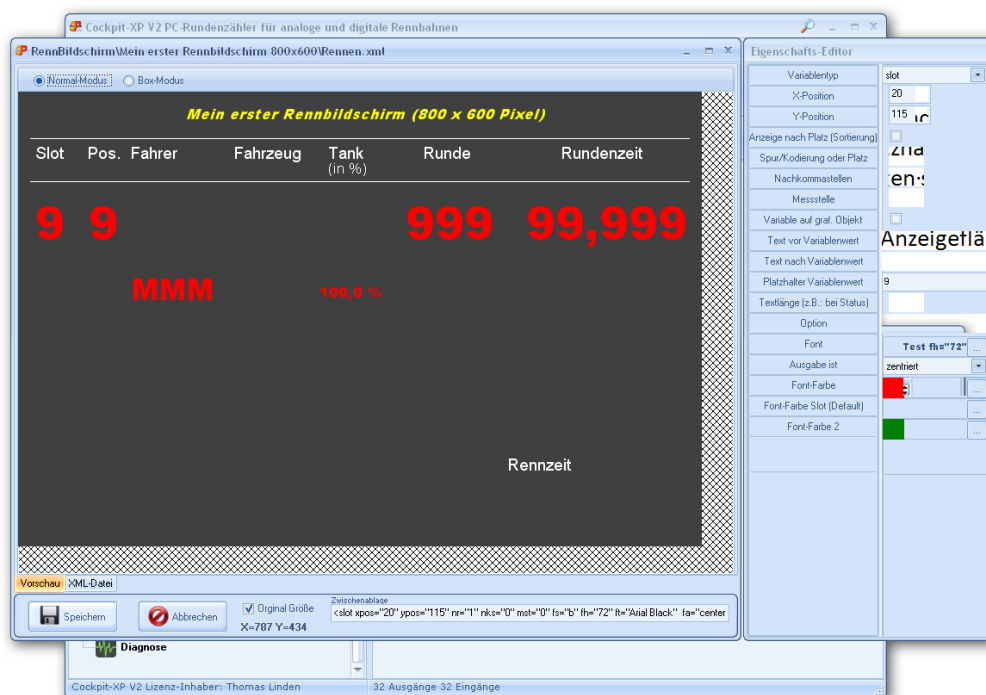 Cockpit-XP V2 PC-Rundenzähler für analoge und digitale Rennbahnen
RennBildschirm\Mein erster Rennbildschirm 800x600\Rennen.xml
Normal-Modus Box-Modus
Mein erster Rennbildschirm (800 x 600 Pixel)
Slot Pos. Fahrer Fahrzeug Tank Runde Rundenzeit
(in %)
9 9 999 99,999
MMM 100,0 %
Rennzeit
Vorschau XML-Datei
Speichern Abbrechen Orginal Größe
X=787 Y=434
Zwischenablage
<slot xpos="20" ypos="115" nr="1" nks="0" mst="0" fs="b" fh="72" ft="Arial Black" fa="center
Diagnose
Cockpit-XP V2 Lizenz-Inhaber: Thomas Linden 32 Ausgänge 32 Eingänge
Eigenschafts-Editor
Variablentyp slot
X-Position 20
Y-Position 115
Anzeige nach Platz (Sortierung)
Spur/Kodierung oder Platz
Nachkommastellen
Messstelle
Variable auf graf. Objekt
Text vor Variablenwert Anzeigeflä
Text nach Variablenwert
Platzhalter Variablenwert 9
Textlänge (z.B.: bei Status)
Option
Font Test fh="72" ...
Ausgabe ist zentriert
Font-Farbe ...
Font-Farbe Slot (Default) ...
Font-Farbe 2 ...